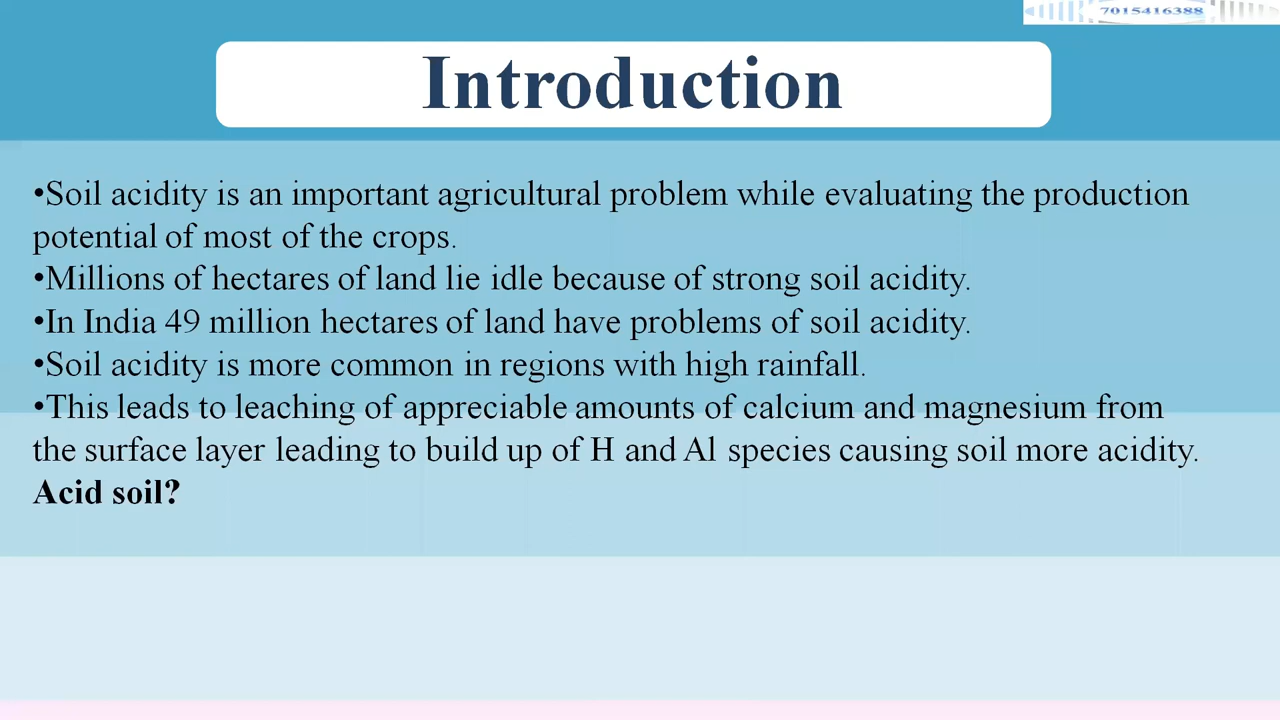 7015416388
Introduction
•Soil acidity is an important agricultural problem while evaluating the production
potential of most of the crops.
•Millions of hectares of land lie idle because of strong soil acidity.
•In India 49 million hectares of land have problems of soil acidity.
•Soil acidity is more common in regions with high rainfall.
•This leads to leaching of appreciable amounts of calcium and magnesium from
the surface layer leading to build up of H and Al species causing soil more acidity.
Acid soil?